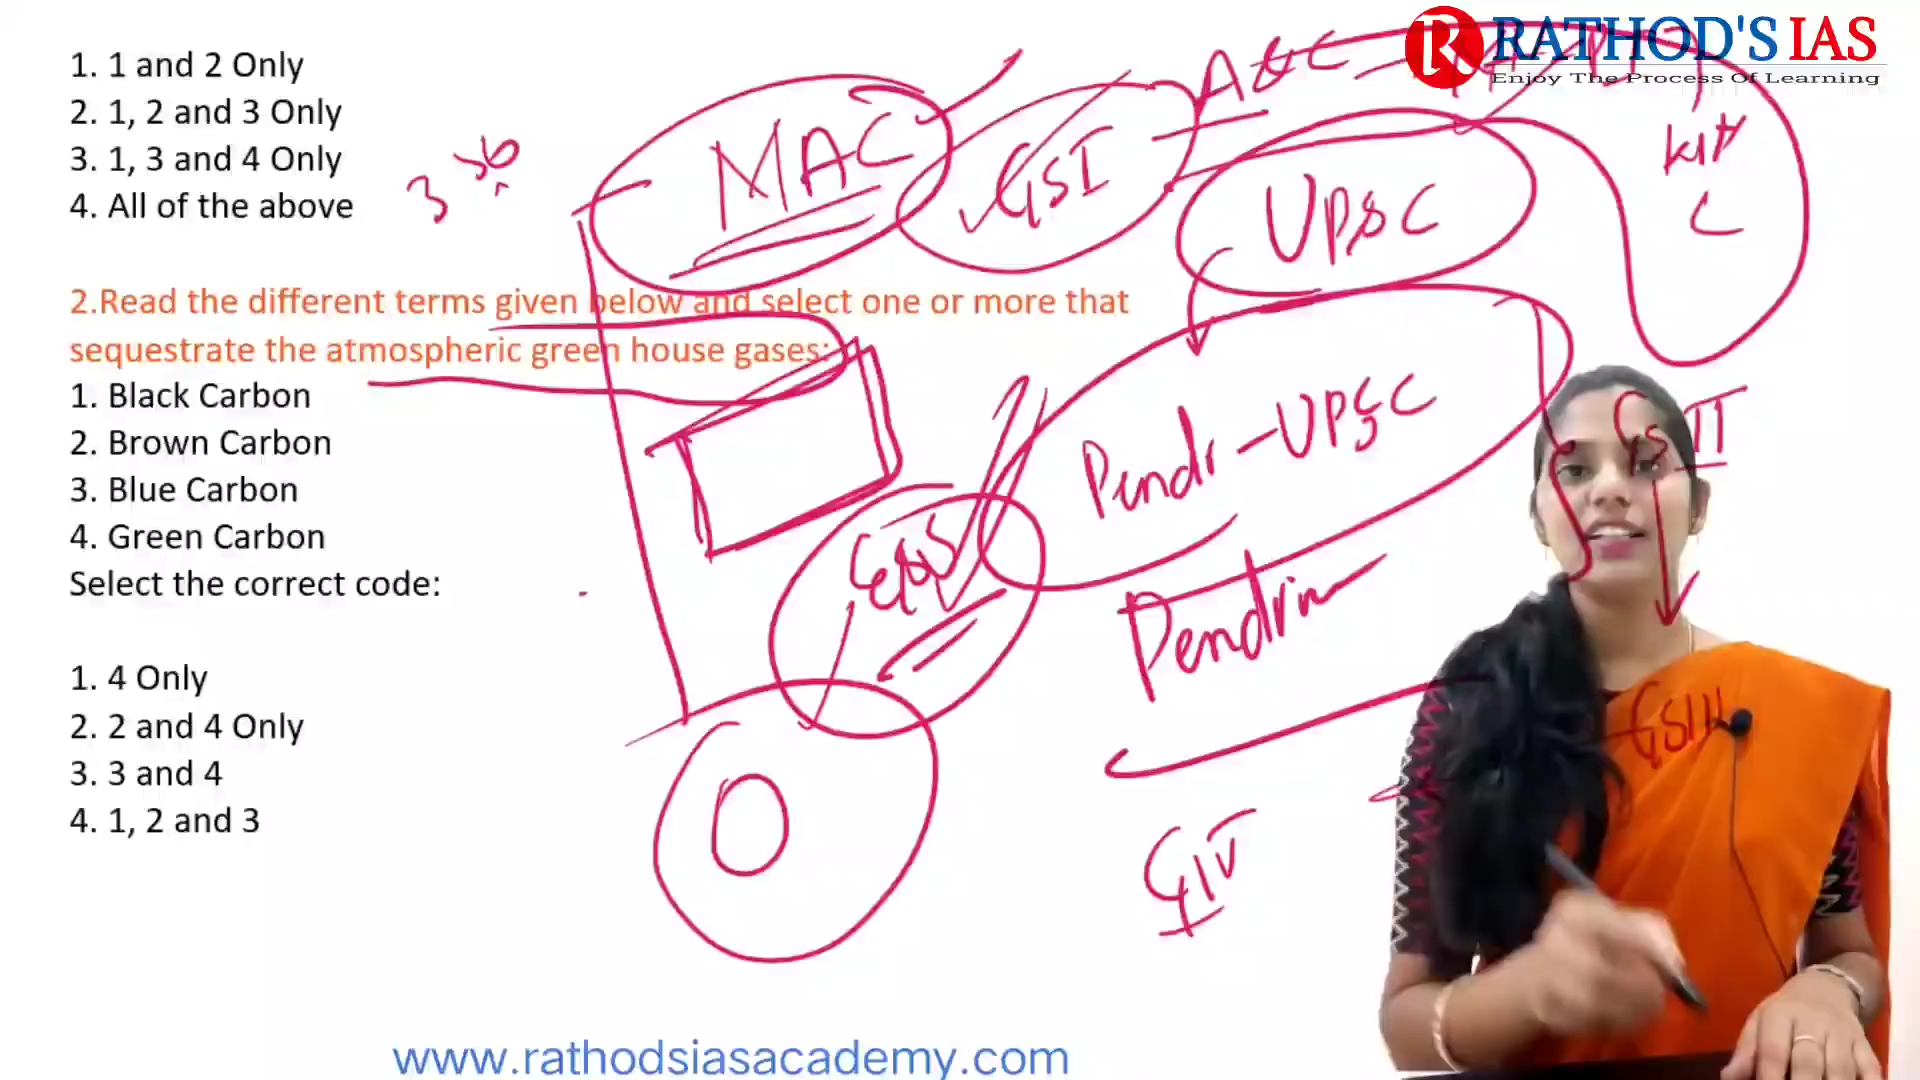 RATHOD'S IAS
Enjoy The Process Of Learning
1. 1 and 2 Only
2. 1, 2 and 3 Only
3. 1, 3 and 4 Only
4. All of the above
MAC
GSI
UPSC
2.Read the different terms given below and select one or more that
sequestrate the atmospheric green house gases:
1. Black Carbon
2. Brown Carbon
3. Blue Carbon
4. Green Carbon
Select the correct code:
1. 4 Only
2. 2 and 4 Only
3. 3 and 4
4. 1, 2 and 3
UPSC
GS II
GSIII
www.rathodsiasacademy.com